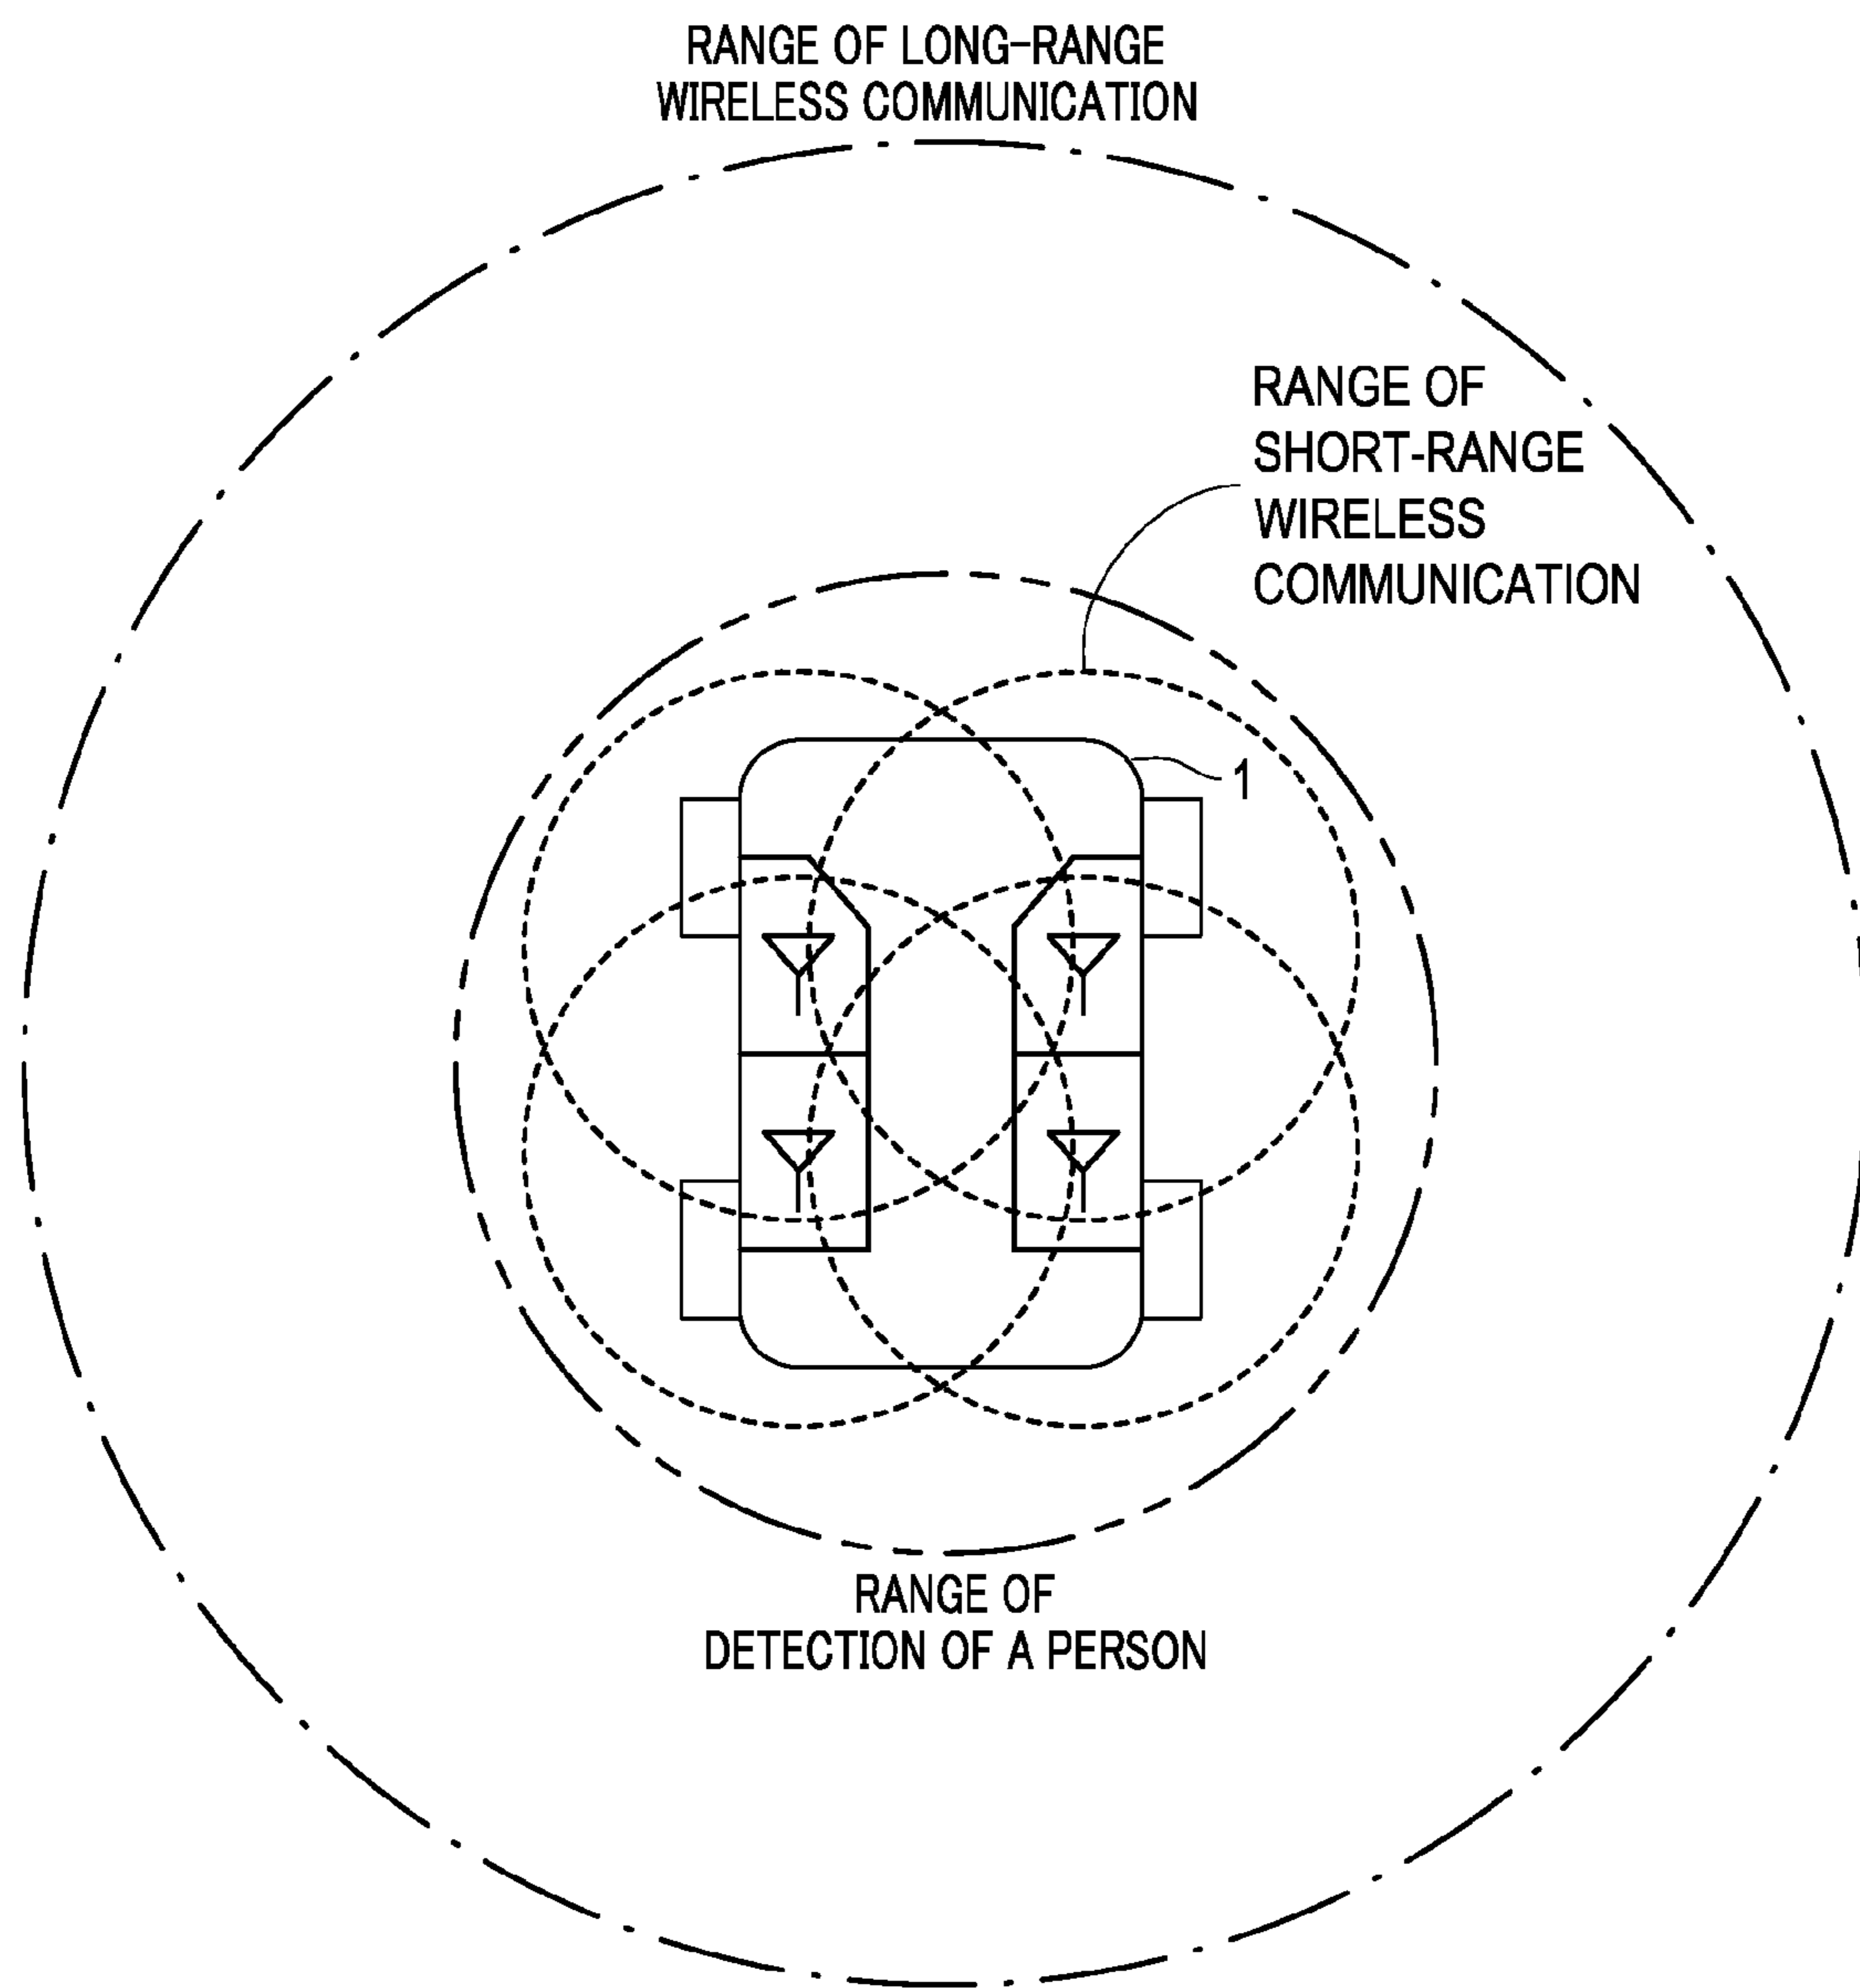 RANGE OF LONG-RANGE
WIRELESS COMMUNICATION
RANGE OF
SHORT-RANGE
WIRELESS
COMMUNICATION
1
RANGE OF
DETECTION OF A PERSON